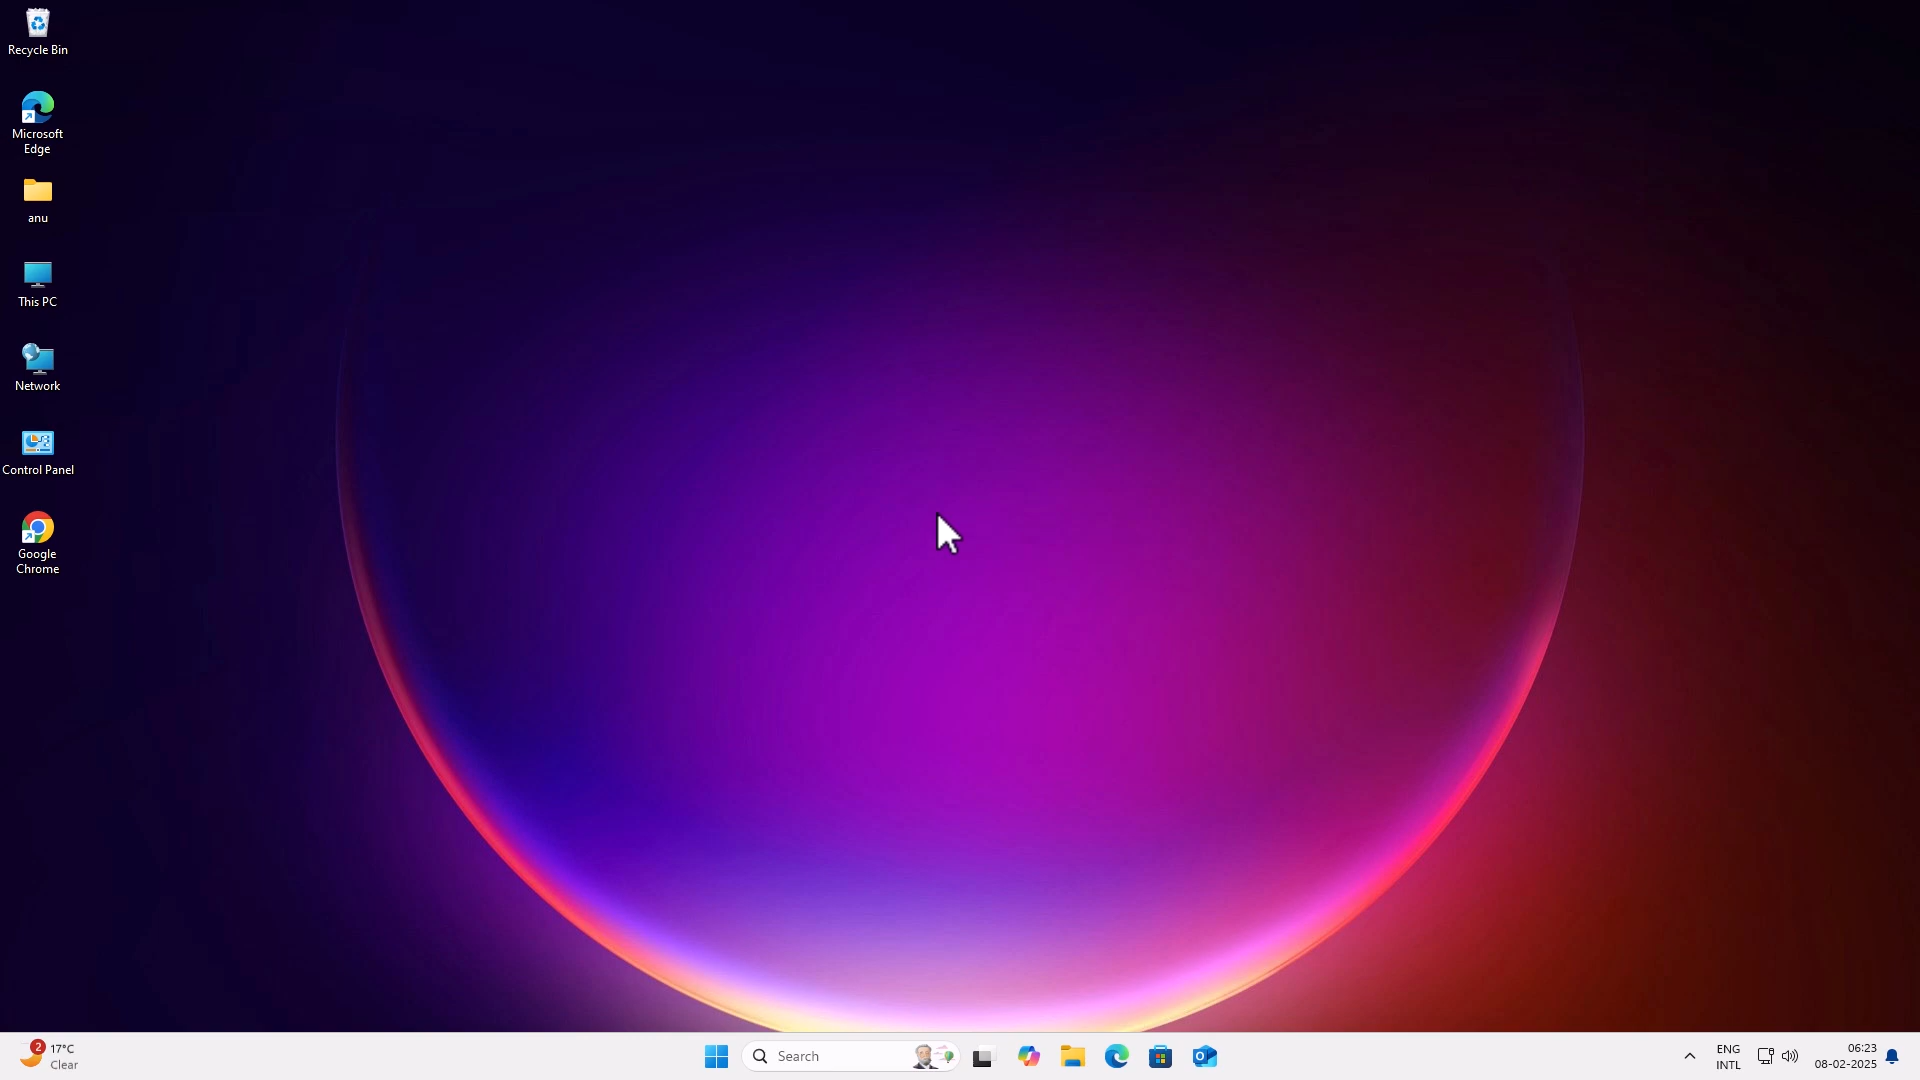 Recycle Bin
Microsoft
Edge
anu
This PC
Network
Control Panel
Google
Chrome
2
17°C
Clear
Search
ENG
INTL
06:23
08-02-2025